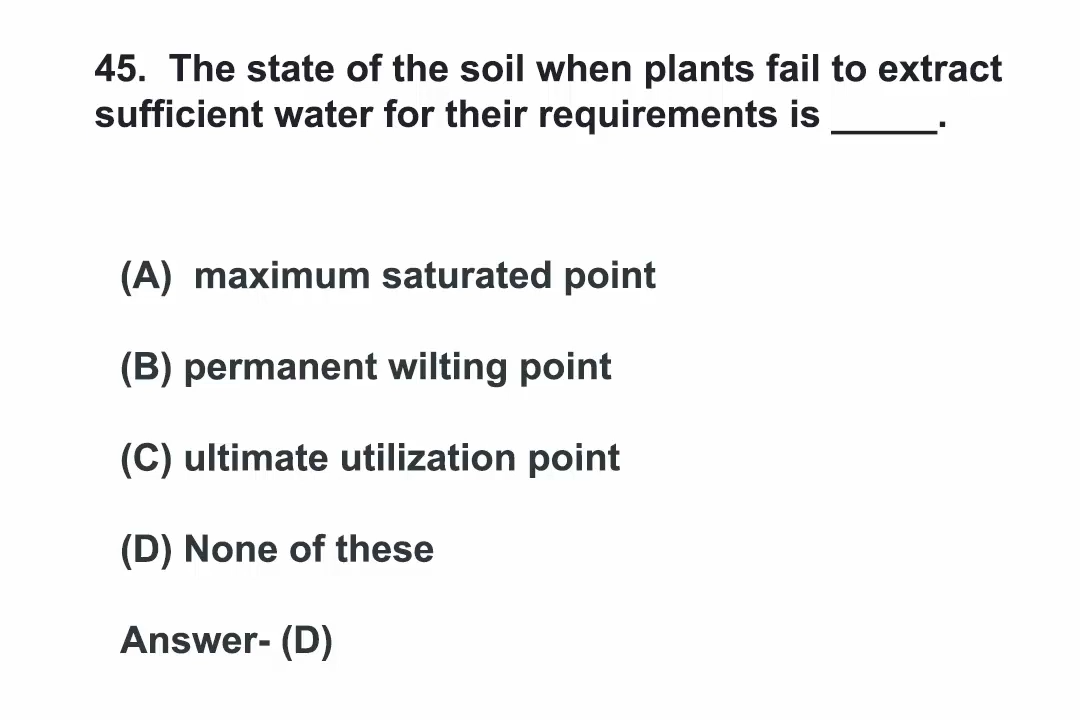 45. The state of the soil when plants fail to extract
sufficient water for their requirements is _____.
(A) maximum saturated point
(B) permanent wilting point
(C) ultimate utilization point
(D) None of these
Answer- (D)